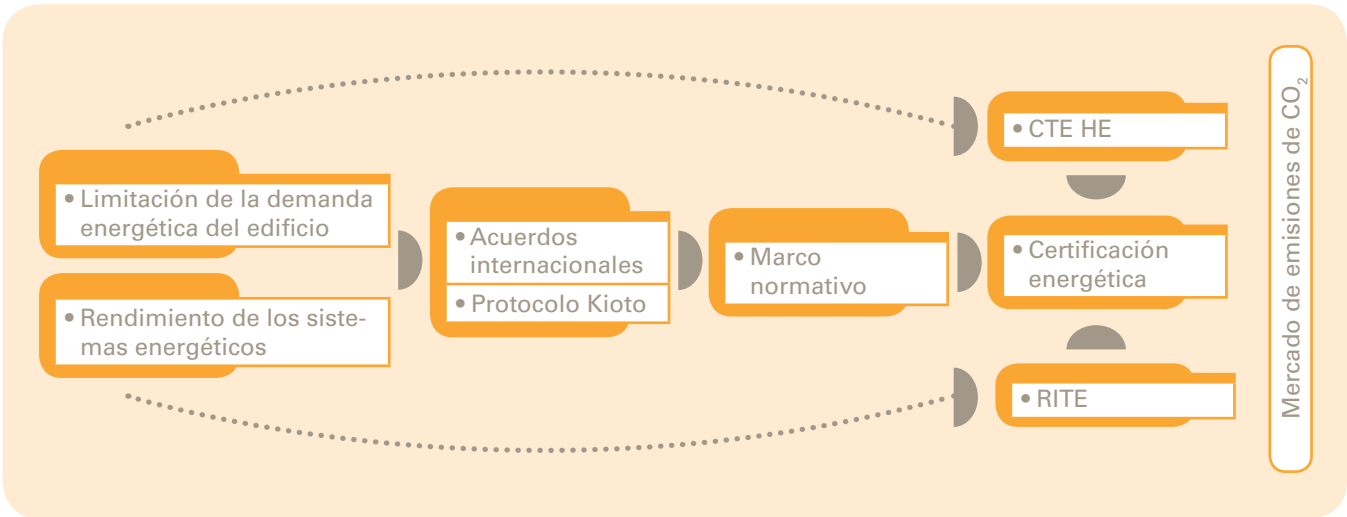 • Limitación de la demanda
energética del edificio
• Rendimiento de los siste-
mas energéticos
• Acuerdos
internacionales
• Protocolo Kioto
• Marco
normativo
• CTE HE
• Certificación
energética
• RITE
Mercado de emisiones de CO₂